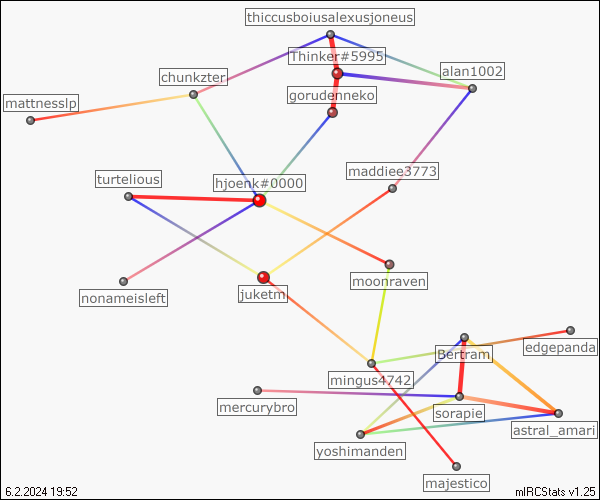 thiccusboiusalexusjoneus
Thinker#5995
chunkzter
alan1002
mattnesslp
gorudenneko
turtelious
hjoenk#0000
maddiee3773
nonameisleft
juketm
moonraven
Bertram
edgepanda
mingus4742
mercurybro
sorapie
astral_amari
yoshimanden
majestico
6.2.2024 19:52
mIRCStats v1.25